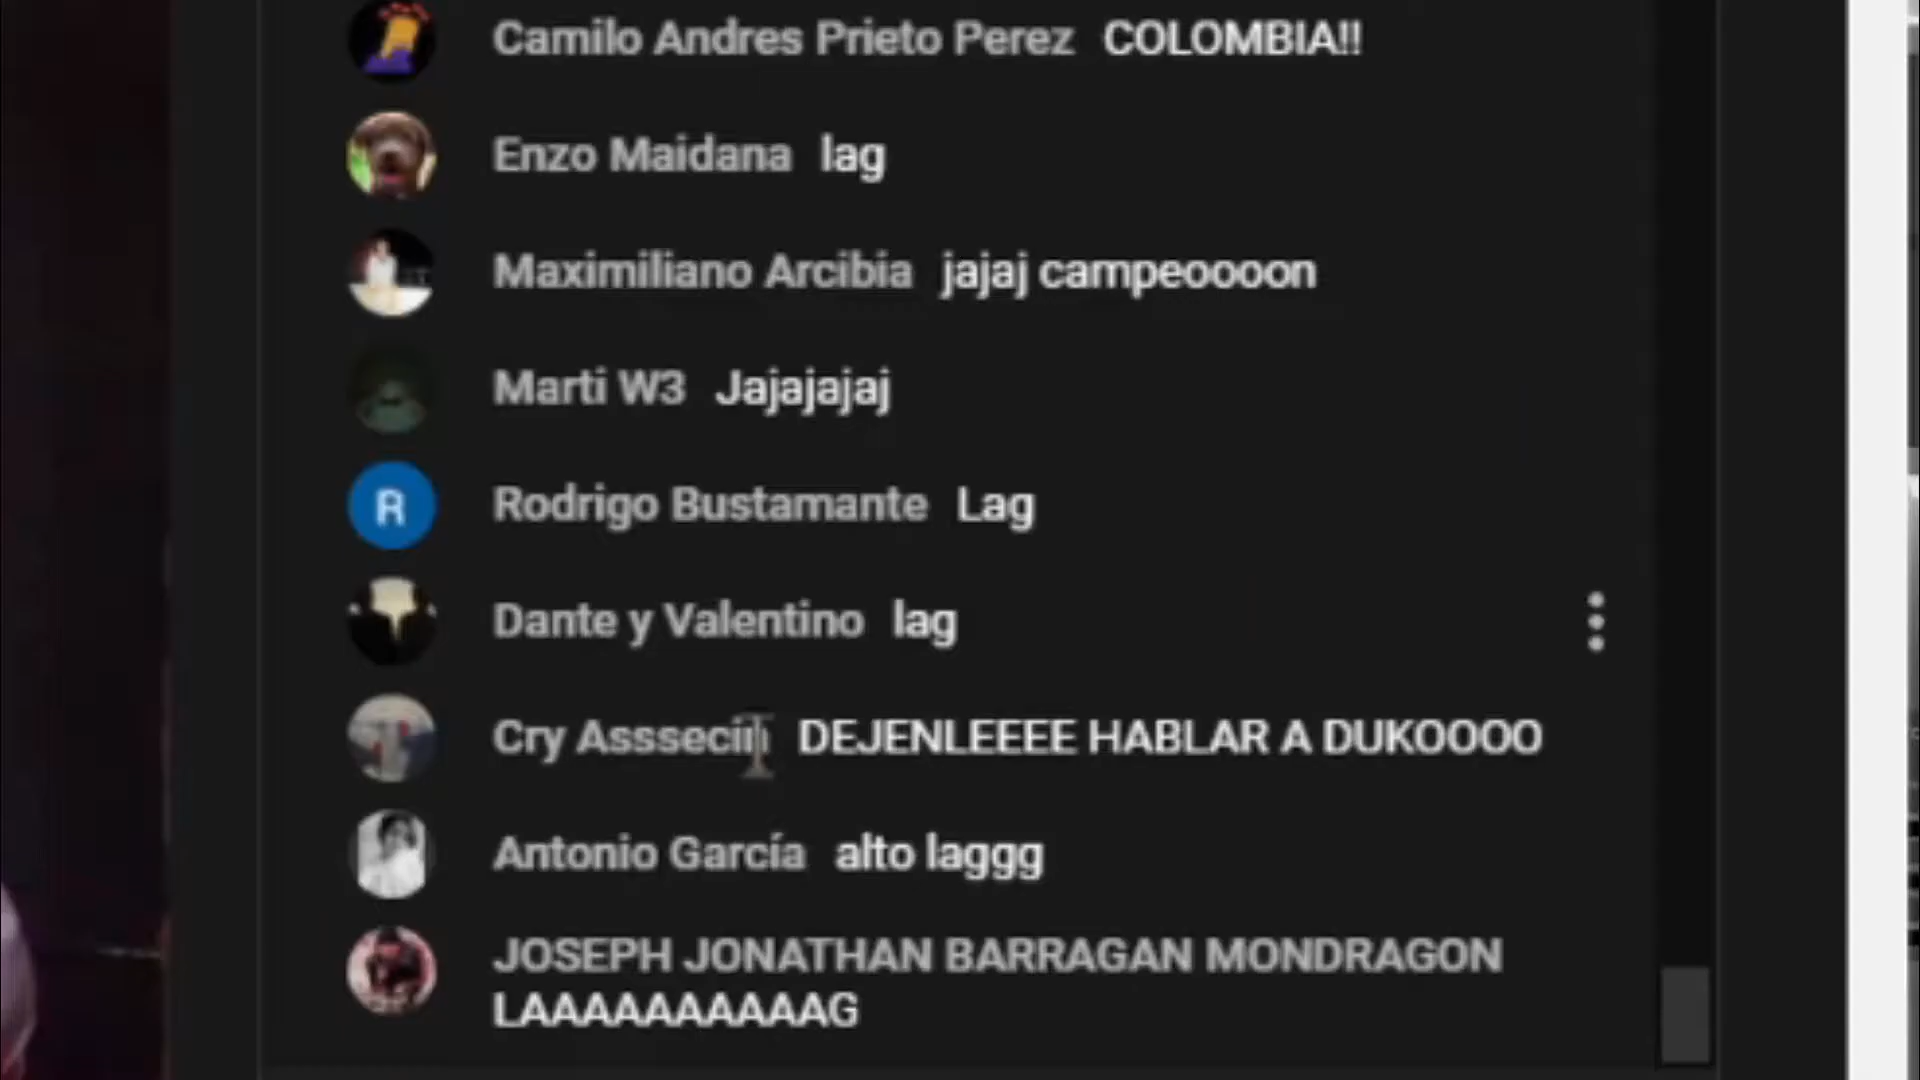 Camilo Andres Prieto Perez COLOMBIA!!
Enzo Maidana lag
Maximiliano Arcibia jajaj campeoooon
Marti W3 Jajajajaj
R Rodrigo Bustamante Lag
Dante y Valentino lag
Cry DEJENLEEEE HABLAR A DUKOOOO
Antonio García alto laggg
JOSEPH JONATHAN BARRAGAN MONDRAGON
LAAAAAAAAAAG